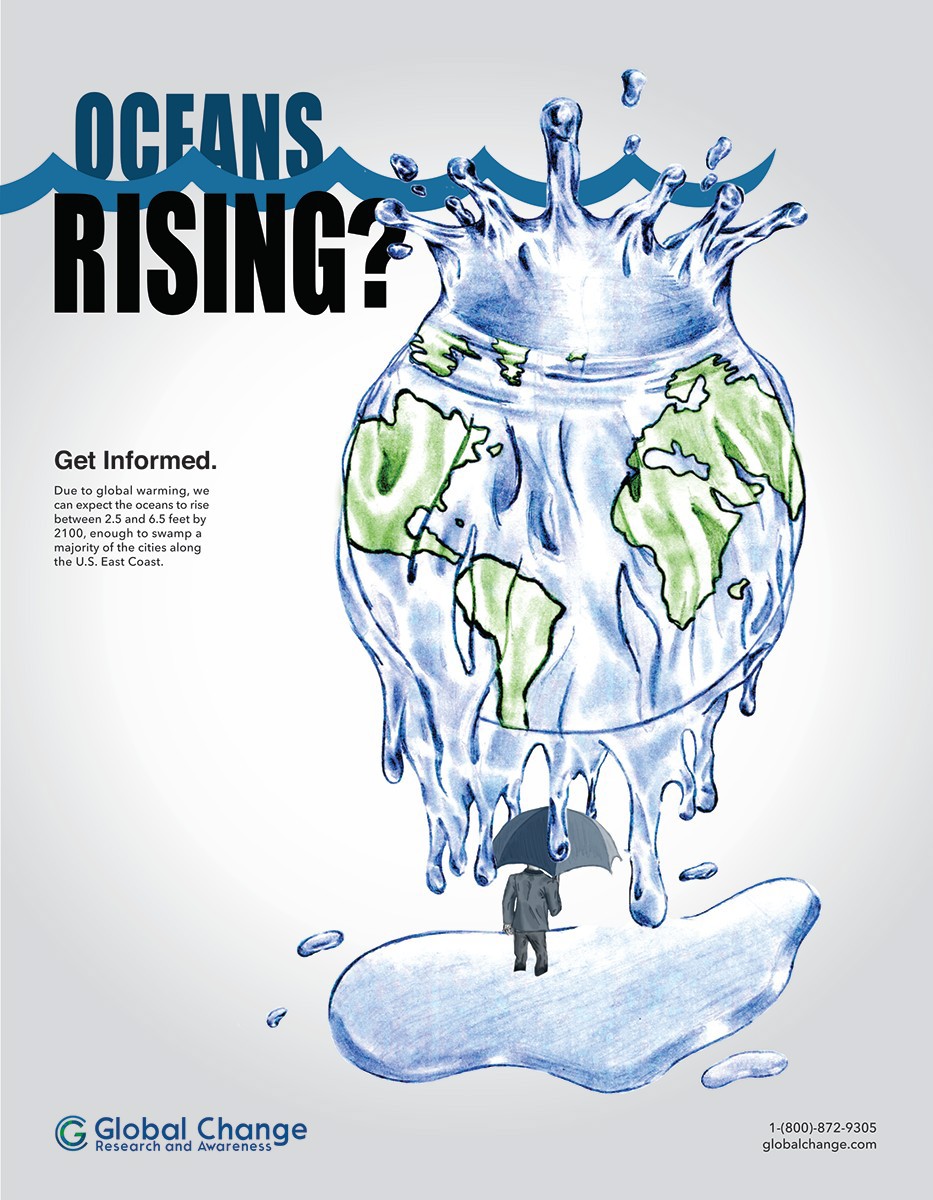 OCEANS
RISING?
Get Informed.
Due to global warming, we
can expect the oceans to rise
between 2.5 and 6.5 feet by
2100, enough to swamp a
majority of the cities along
the U.S. East Coast.
Global Change
Research and Awareness
1-(800)-872-9305
globalchange.com